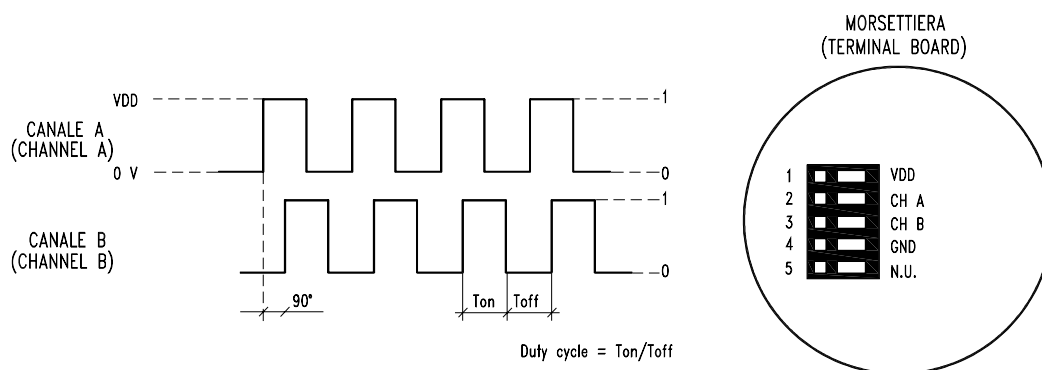 MORSETTIERA
(TERMINAL BOARD)
VDD
1
CANALE A
(CHANNEL A)
0 V
0
1
CANALE B
(CHANNEL B)
0
90°
Ton
Toff
Duty cycle = Ton/Toff
1 VDD
2 CH A
3 CH B
4 GND
5 N.U.